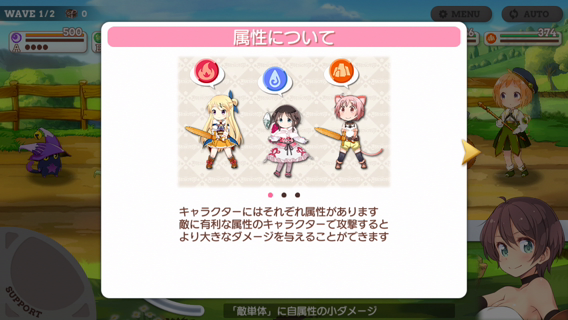 WAVE 1/2
0
MENU
AUTO
500
374
属性について
キャラクターにはそれぞれ属性があります
敵に有利な属性のキャラクターで攻撃すると
より大きなダメージを与えることができます
SUPPORT
「敵単体」に自属性の小ダメージ